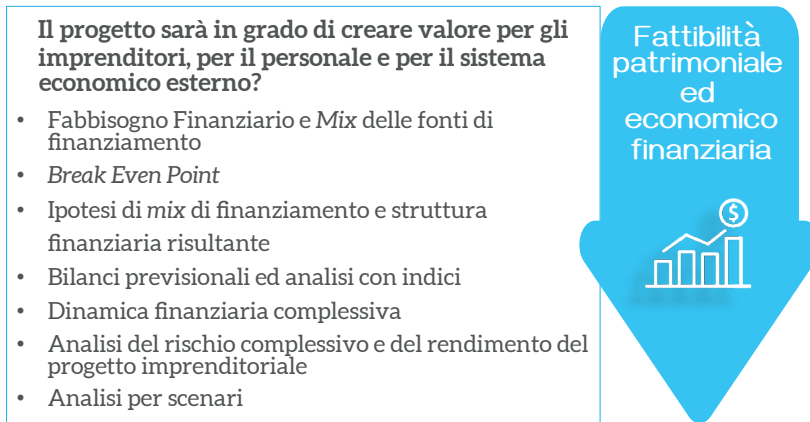 Il progetto sarà in grado di creare valore per gli
imprenditori, per il personale e per il sistema
economico esterno?
• Fabbisogno Finanziario e Mix delle fonti di
finanziamento
• Break Even Point
• Ipotesi di mix di finanziamento e struttura
finanziaria risultante
• Bilanci previsionali ed analisi con indici
• Dinamica finanziaria complessiva
• Analisi del rischio complessivo e del rendimento del
progetto imprenditoriale
• Analisi per scenari
Fattibilità
patrimoniale
ed
economico
finanziaria
$